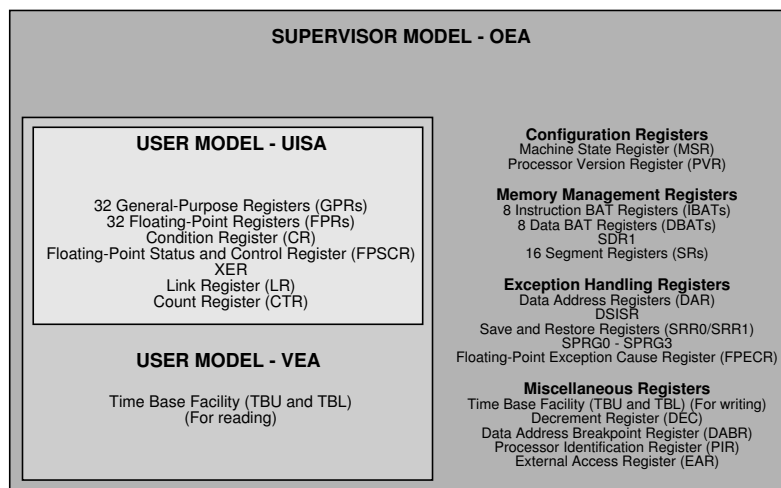 SUPERVISOR MODEL - OEA
USER MODEL - UISA
32 General-Purpose Registers (GPRs)
32 Floating-Point Registers (FPRs)
Condition Register (CR)
Floating-Point Status and Control Register (FPSCR)
XER
Link Register (LR)
Count Register (CTR)
USER MODEL - VEA
Time Base Facility (TBU and TBL)
(For reading)
Configuration Registers
Machine State Register (MSR)
Processor Version Register (PVR)
Memory Management Registers
8 Instruction BAT Registers (IBATs)
8 Data BAT Registers (DBATs)
SDR1
16 Segment Registers (SRs)
Exception Handling Registers
Data Address Registers (DAR)
DSISR
Save and Restore Registers (SRR0/SRR1)
SPRG0 - SPRG3
Floating-Point Exception Cause Register (FPECR)
Miscellaneous Registers
Time Base Facility (TBU and TBL) (For writing)
Decrement Register (DEC)
Data Address Breakpoint Register (DABR)
Processor Identification Register (PIR)
External Access Register (EAR)